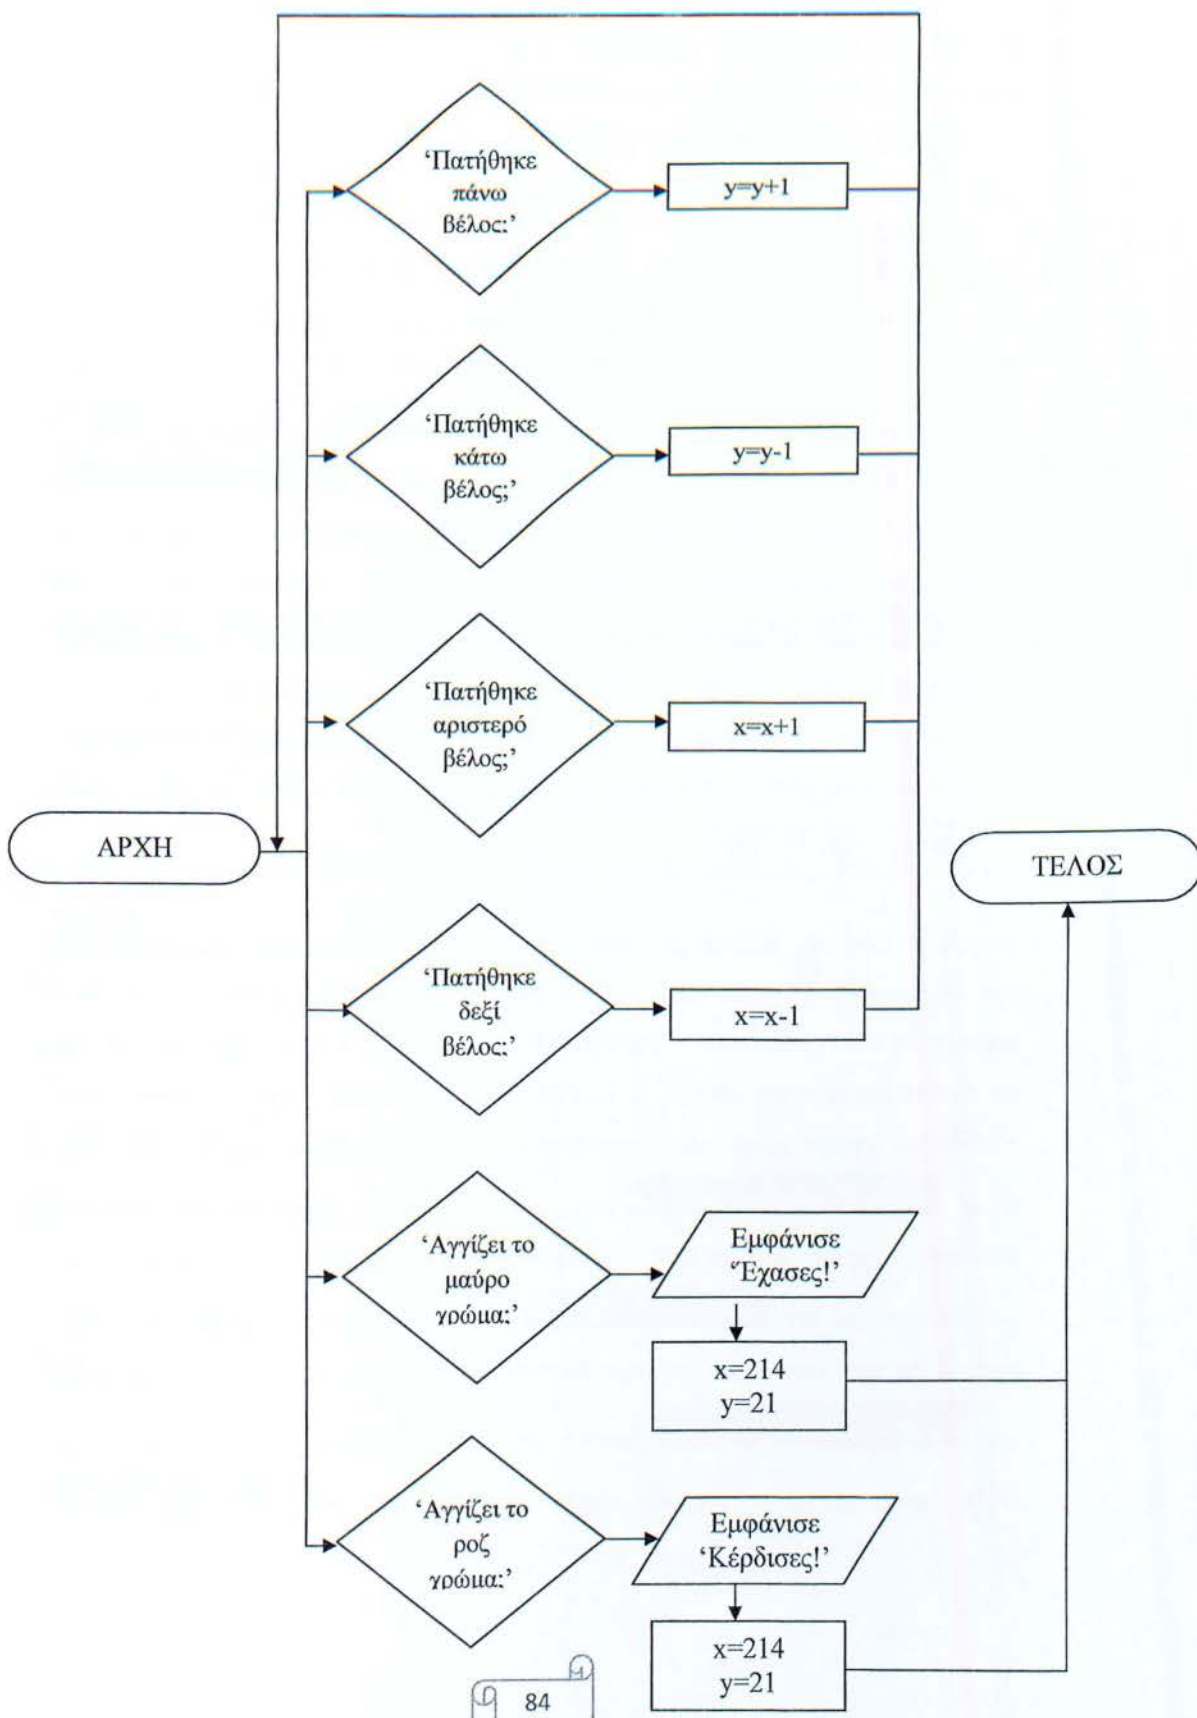 ‘Πατήθηκε
πάνω
βέλος;’
y=y+1
‘Πατήθηκε
κάτω
βέλος;’
y=y-1
‘Πατήθηκε
αριστερό
βέλος;’
x=x+1
ΑΡΧΗ
ΤΕΛΟΣ
‘Πατήθηκε
δεξί
βέλος;’
x=x-1
‘Αγγίζει το
μαύρο
χρώμα;’
Εμφάνισε
‘Έχασες!’
x=214
y=21
‘Αγγίζει το
ροζ
χρώμα;’
Εμφάνισε
‘Κέρδισες!’
x=214
y=21
84